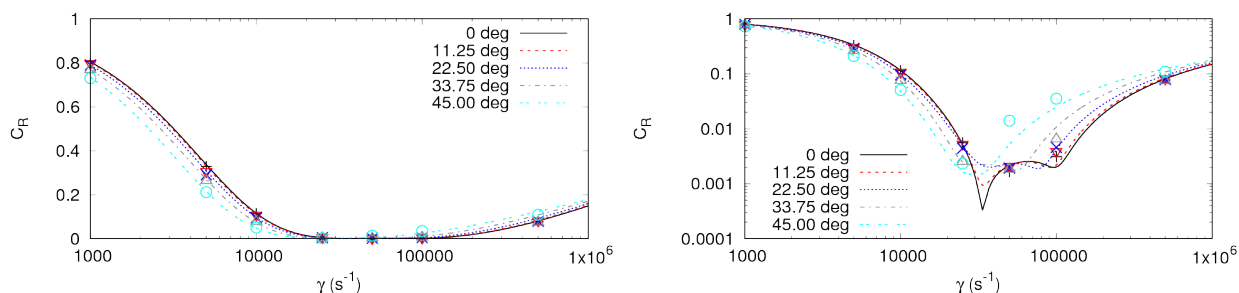 1
0.8
0.6
0.4
0.2
0
C_R
1000 10000 100000 1x10^6
γ (s^-1)
0 deg
11.25 deg
22.50 deg
33.75 deg
45.00 deg
1
0.1
0.01
0.001
0.0001
C_R
1000 10000 100000 1x10^6
γ (s^-1)
0 deg
11.25 deg
22.50 deg
33.75 deg
45.00 deg